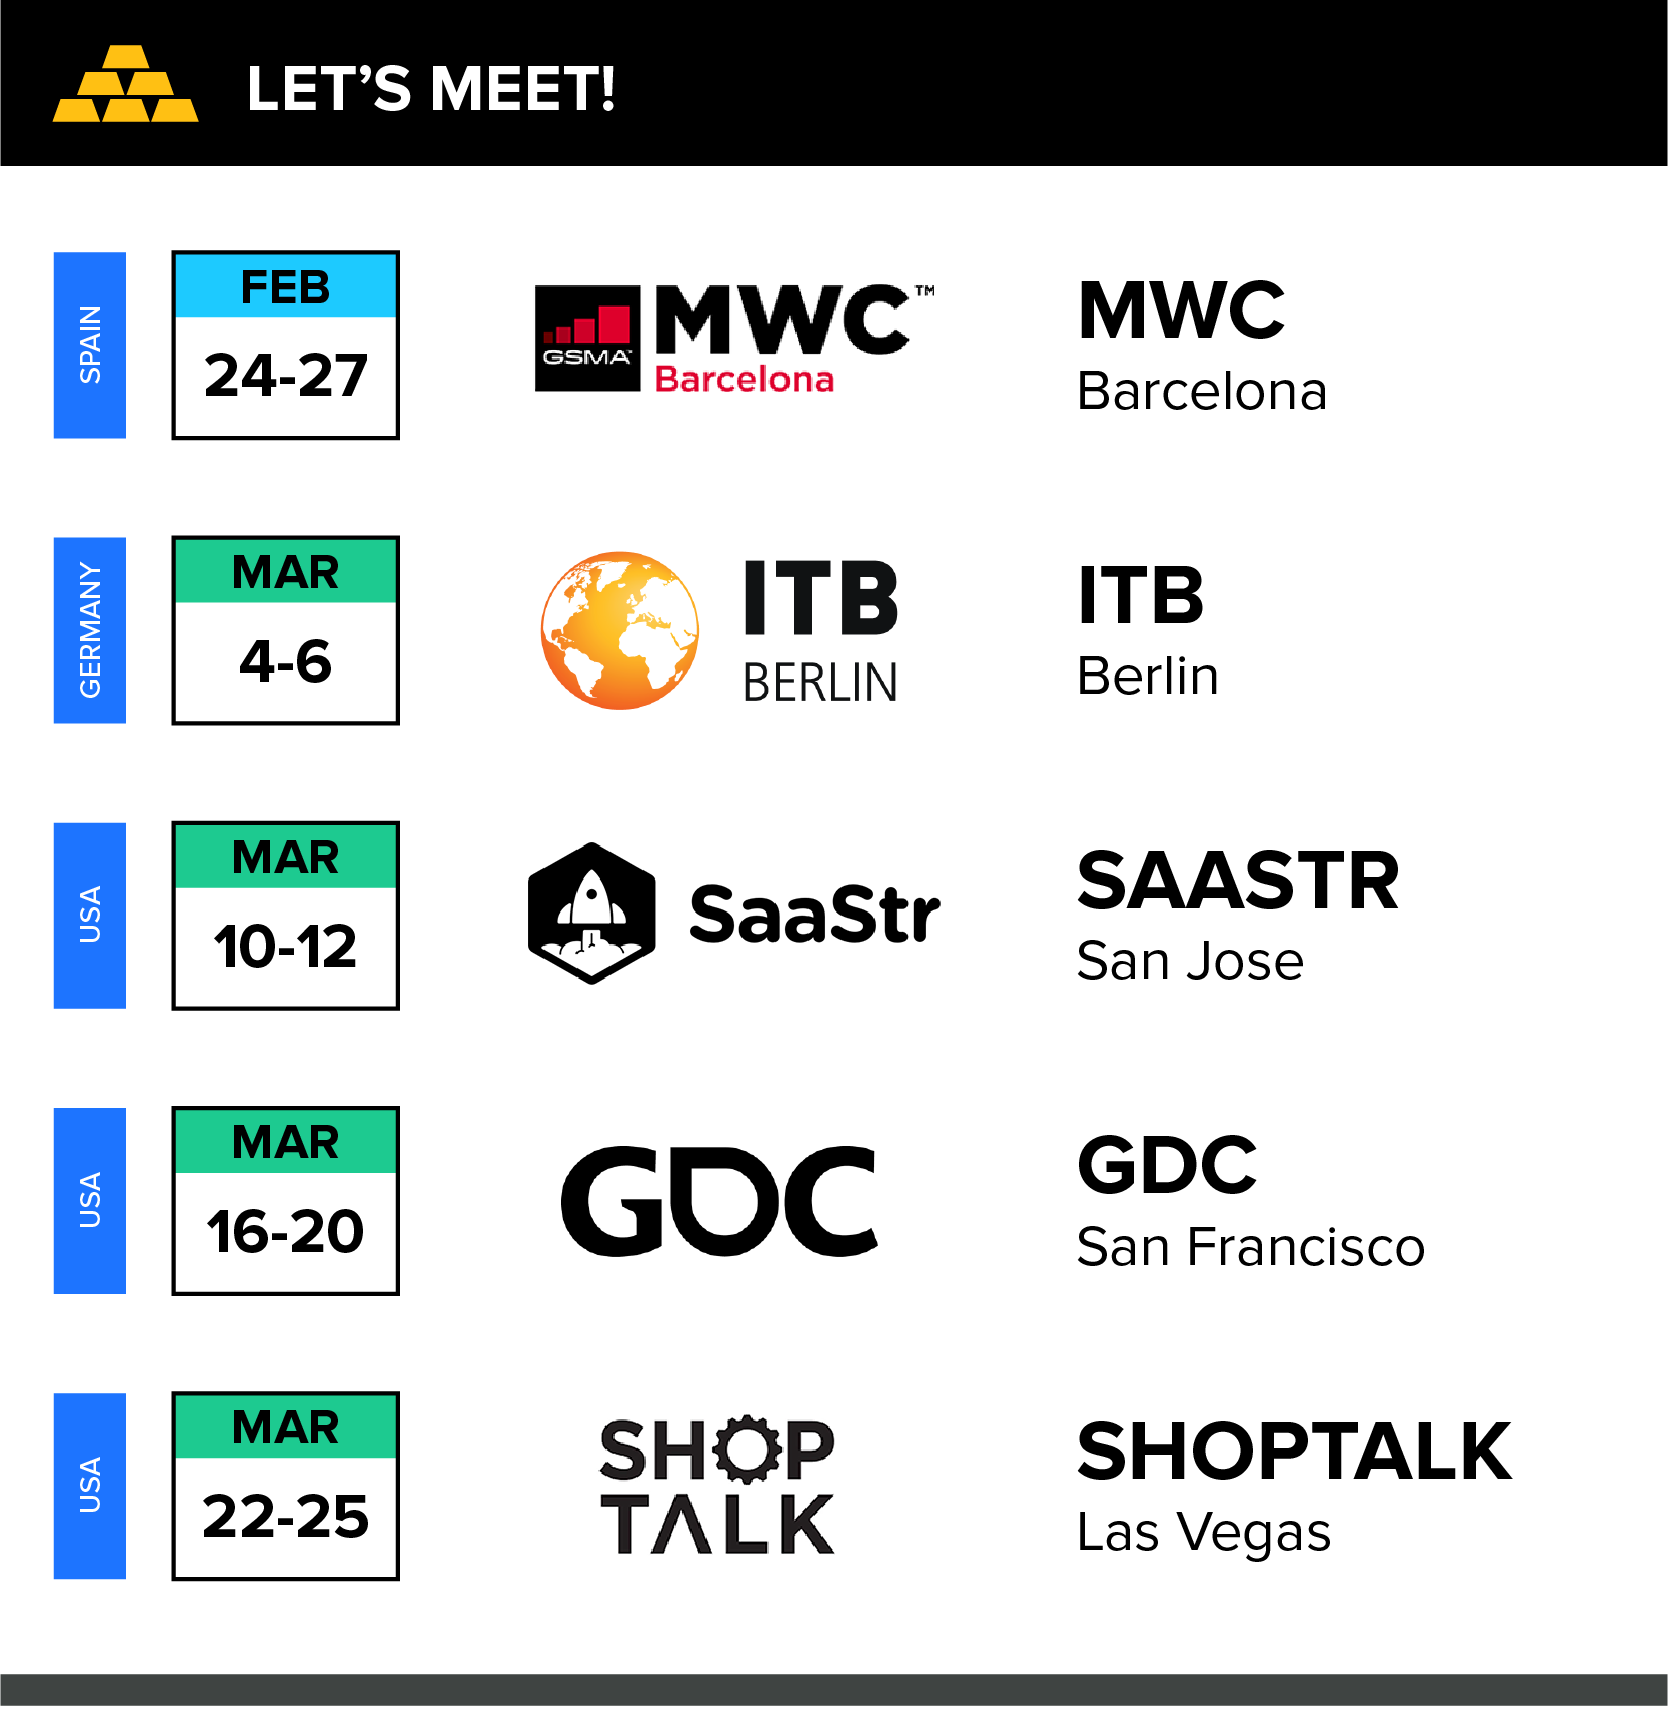 LET'S MEET!
SPAIN
FEB
24-27
GSMA™
MWC™
Barcelona
MWC
Barcelona
GERMANY
MAR
4-6
ITB
BERLIN
ITB
Berlin
USA
MAR
10-12
SaaStr
SAASTR
San Jose
USA
MAR
16-20
GDC
GDC
San Francisco
USA
MAR
22-25
SHOP
TALK
SHOPTALK
Las Vegas